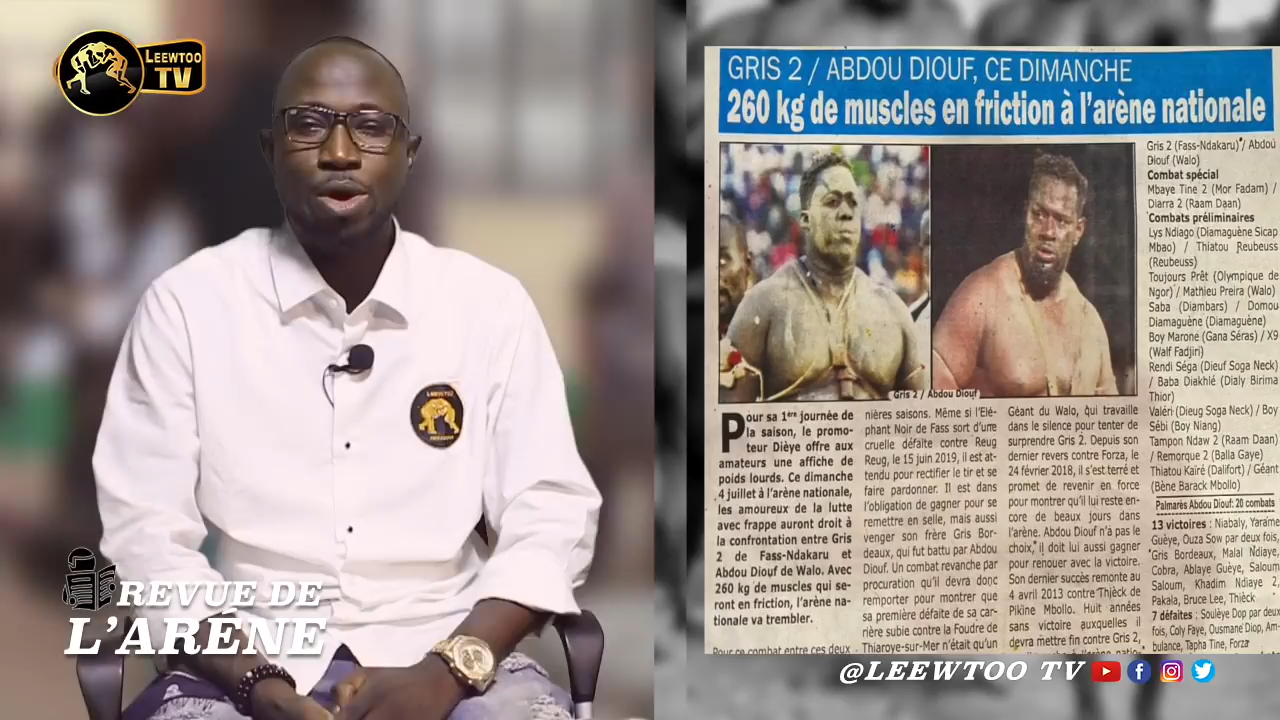 LEEWTOO
TV
GRIS 2 / ABDOU DIOUF, CE DIMANCHE
260 kg de muscles en friction à l'arène nationale
Gris 2 / Abdou Diouf
Pour sa 1ère journée de
la saison, le promo-
teur Dièye offre aux
amateurs une affiche de
poids lourds. Ce dimanche
4 juillet à l'arène nationale,
les amoureux de la lutte
avec frappe auront droit à
la confrontation entre Gris
2 de Fass-Ndakaru et
Abdou Diouf de Walo. Avec
260 kg de muscles qui se-
ront en friction, l'arène na-
tionale va trembler.
Pour ce combat entre ces deux
nières saisons. Même si l'Elé-
phant Noir de Fass sort d'une
cruelle défaite contre Reug
Reug, le 15 juin 2019, il est at-
tendu pour rectifier le tir et se
faire pardonner. Il est dans
l'obligation de gagner pour se
remettre en selle, mais aussi
venger son frère Gris Bor-
deaux, qui fut battu par Abdou
Diouf. Un combat revanche par
procuration qu'il devra donc
remporter pour montrer que
sa première défaite de sa car-
rière subie contre la Foudre de
Thiaroye-sur-Mer n'était qu'un
Géant du Walo, qui travaille
dans le silence pour tenter de
surprendre Gris 2. Depuis son
dernier revers contre Forza, le
24 février 2018, il s'est terré et
promet de revenir en force
pour montrer qu'il lui reste en-
core de beaux jours dans
l'arène. Abdou Diouf n'a pas le
choix, il doit lui aussi gagner
pour renouer avec la victoire.
Son dernier succès remonte au
4 avril 2013 contre Thièck de
Pikine Mbollo. Huit années
sans victoire auxquelles il
devra mettre fin contre Gris 2,
Gris 2 (Fass-Ndakaru) / Abdou
Diouf (Walo)
Combat spécial
Mbaye Tine 2 (Mor Fadam) /
Diarra 2 (Raam Daan)
Combats préliminaires
Lys Ndiago (Diamaguène Sicap
Mbao) / Thiatou Reubeuss
(Reubeuss)
Toujours Prêt (Olympique de
Ngor) / Mathieu Preira (Walo)
Saba (Diambars) / Domou
Diamaguène (Diamaguène)
Boy Marone (Gana Séras) / X9
(Walf Fadjiri)
Rendi Séga (Dieuf Soga Neck)
/ Baba Diakhlé (Dialy Birima
Thior)
Valéri (Dieug Soga Neck) / Boy
Sébi (Boy Niang)
Tampon Ndaw 2 (Raam Daan)
/ Remorque 2 (Balla Gaye)
Thiatou Kaïré (Dalifort) / Géant
(Bène Barack Mbollo)
Palmarès Abdou Diouf: 20 combats
13 victoires : Niabaly, Yarame
Guèye, Ouza Sow par deux fois,
Gris Bordeaux, Malal Ndiaye,
Cobra, Ablaye Guèye, Saloum
Saloum, Khadim Ndiaye 2,
Pakala, Bruce Lee, Thièck
7 défaites : Soulèye Dop par deux
fois, Coly Faye, Ousmane Diop, Am-
bulance, Tapha Tine, Forza
REVUE DE
L'ARÉNE
@LEEWTOO TV